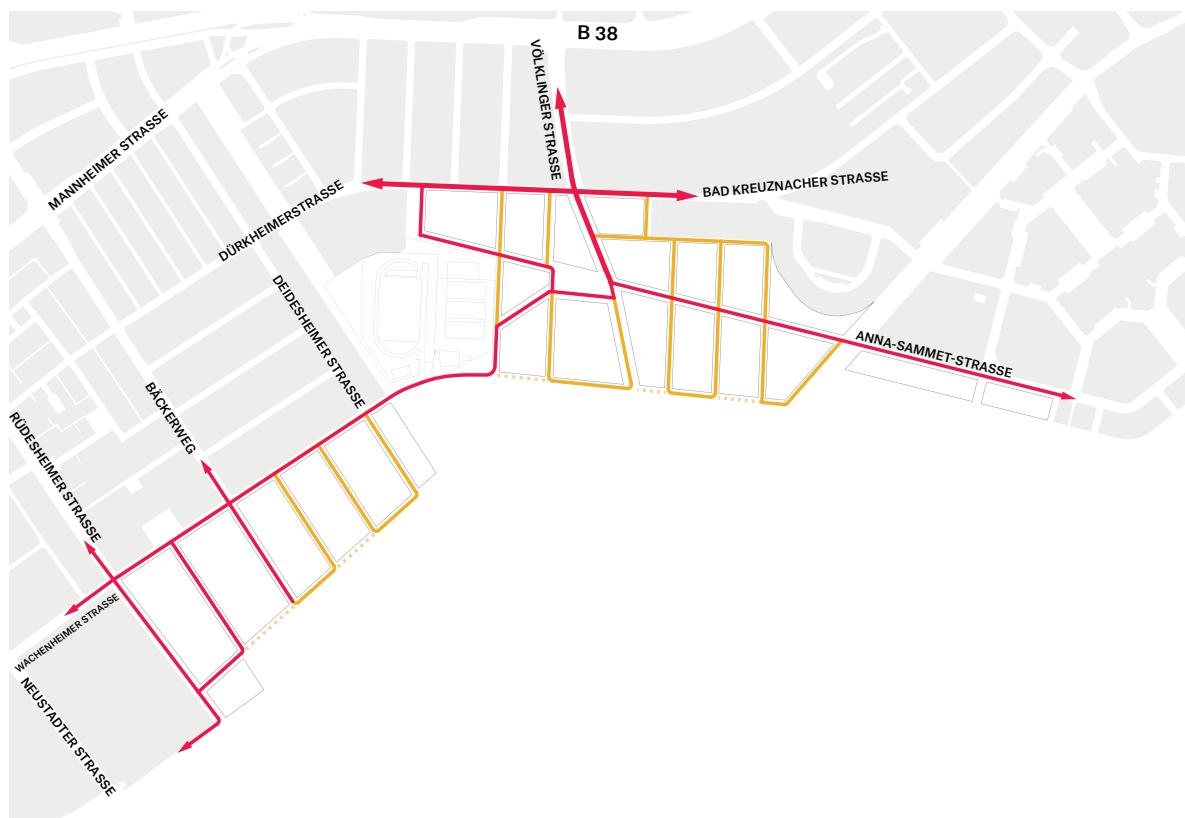 B 38
VÖLKLINGER STRASSE
MANNHEIMER STRASSE
BAD KREUZNACHER STRASSE
DÜRKHEIMERSTRASSE
DEIDESHEIMER STRASSE
ANNA-SAMMET-STRASSE
BÄCKERWEG
RÜDESHEIMER STRASSE
WACHENHEIMER STRASSE
NEUSTADTER STRASSE